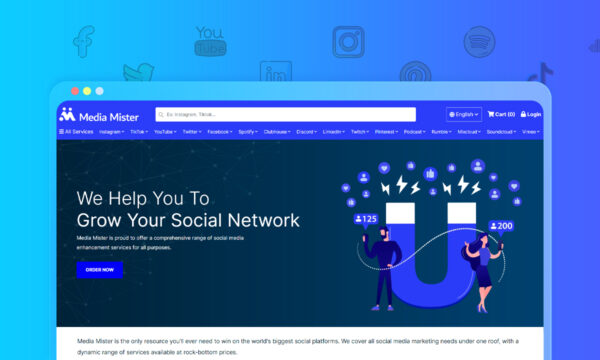 You
Tube
in
Media Mister
Ex: Instagram, Tiktok...
English
Cart (0)
Login
All Services Instagram TikTok YouTube Twitter Facebook Spotify Clubhouse Discord LinkedIn Twitch Pinterest Podcast Rumble Mixcloud Soundcloud Vimeo
We Help You To
Grow Your Social Network
Media Mister is proud to offer a comprehensive range of social media
enhancement services for all purposes.
ORDER NOW
125
200
Media Mister is the only resource you'll ever need to win on the world's biggest social platforms. We cover all social media marketing needs under one roof, with a
dynamic range of services available at rock-bottom prices.